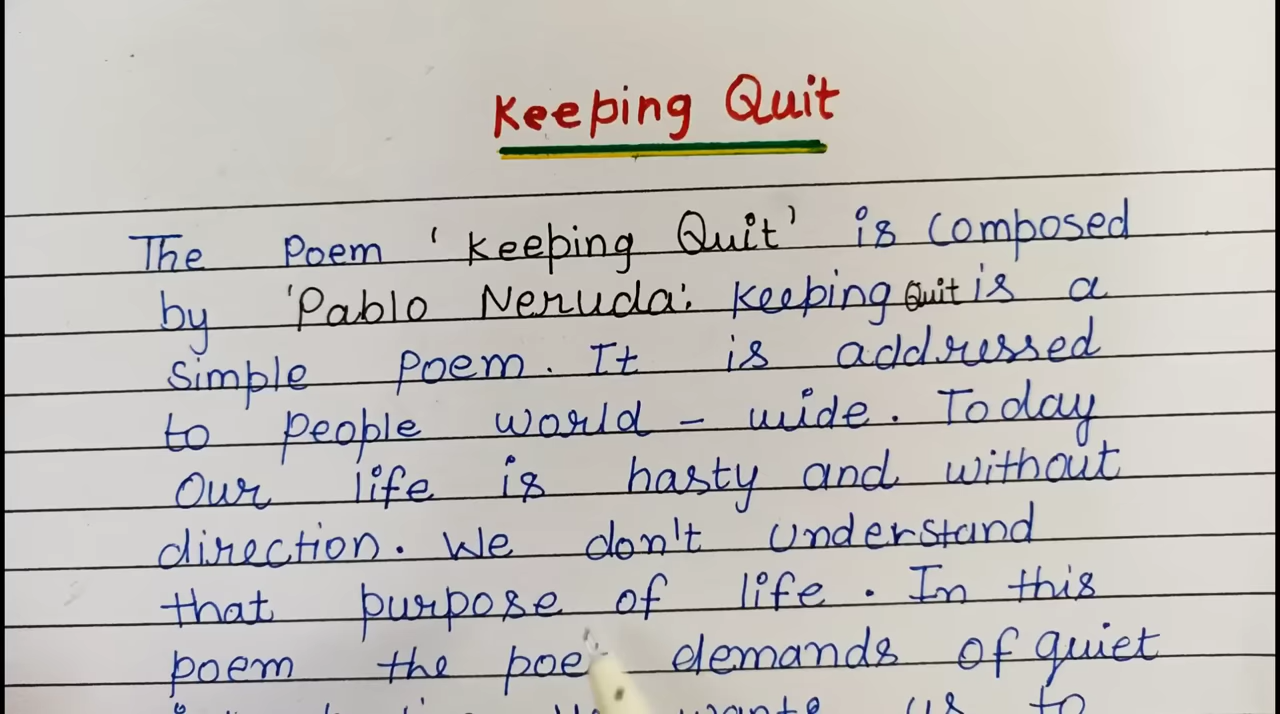 Keeping Quit
The Poem 'Keeping Quit' is composed
by 'Pablo Neruda'. Keeping Quit is a
simple Poem. It is addressed
to people world - wide. Today
our life is hasty and without
direction. We don't understand
that purpose of life. In this
poem the poe demands of quiet
us to